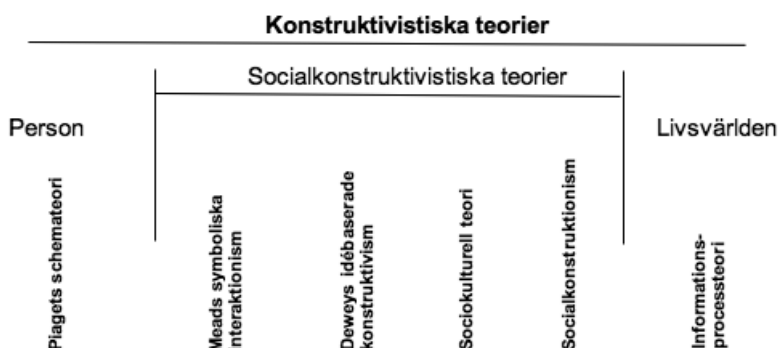 Konstruktivistiska teorier
Socialkonstruktivistiska teorier
Person
Livsvärlden
Piagets schemateori
Meads symboliska
interaktionism
Deweys idébaserade
konstruktivism
Sociokulturell teori
Socialkonstruktionism
Informations-
processteori